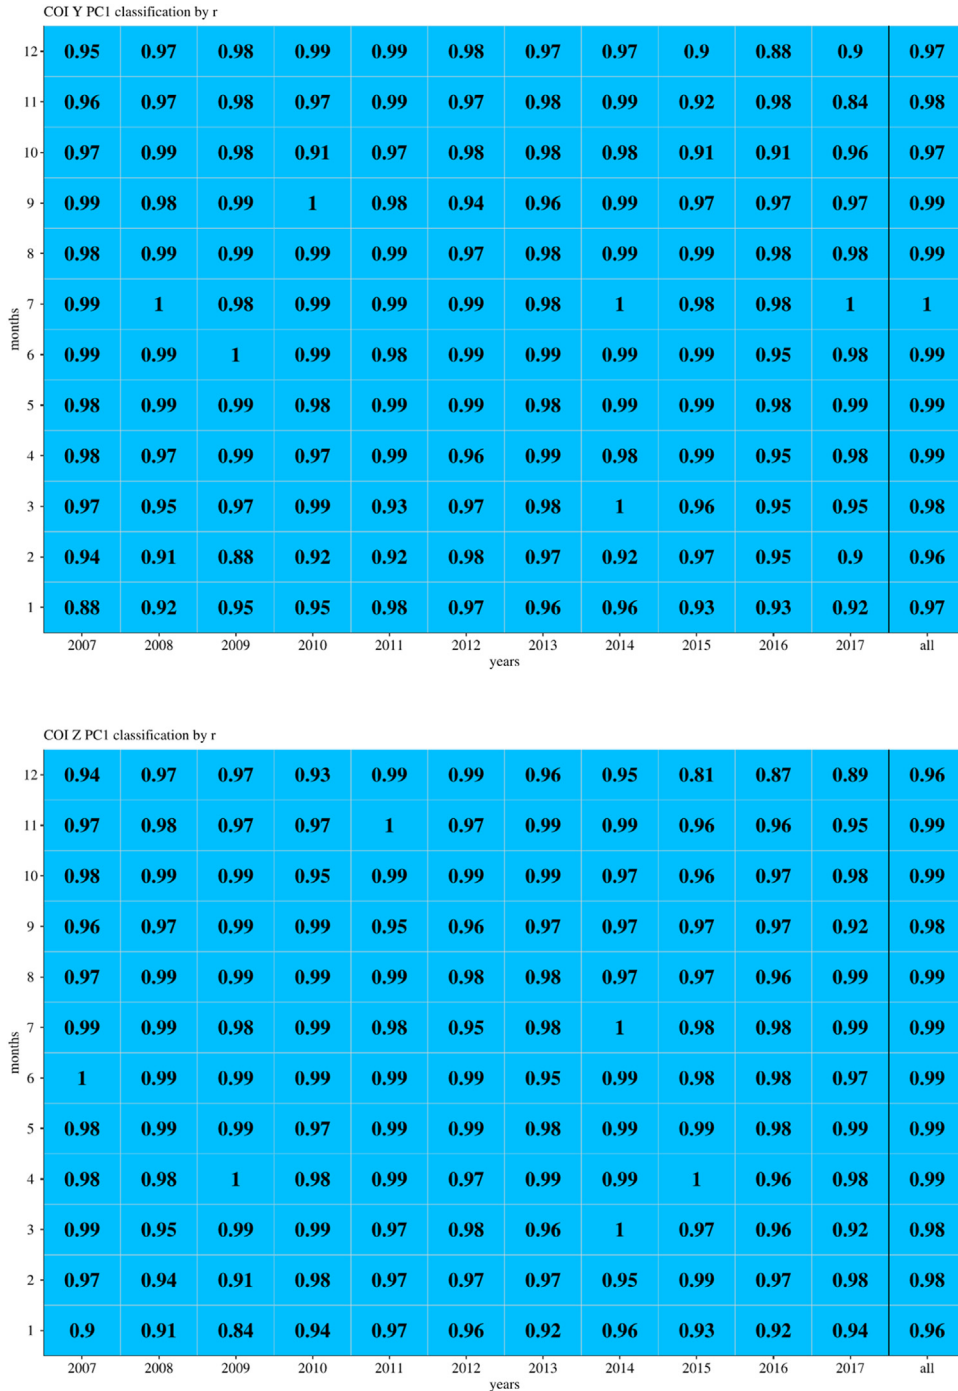 COI Y PC1 classification by r
12 0.95 0.97 0.98 0.99 0.99 0.98 0.97 0.97 0.9 0.88 0.9 0.97
11 0.96 0.97 0.98 0.97 0.99 0.97 0.98 0.99 0.92 0.98 0.84 0.98
10 0.97 0.99 0.98 0.91 0.97 0.98 0.98 0.98 0.91 0.91 0.96 0.97
9 0.99 0.98 0.99 1 0.98 0.94 0.96 0.99 0.97 0.97 0.97 0.99
8 0.98 0.99 0.99 0.99 0.99 0.97 0.98 0.99 0.99 0.98 0.98 0.99
7 0.99 1 0.98 0.99 0.99 0.99 0.98 1 0.98 0.98 1 1
months
6 0.99 0.99 1 0.99 0.98 0.99 0.99 0.99 0.99 0.95 0.98 0.99
5 0.98 0.99 0.99 0.98 0.99 0.99 0.98 0.99 0.99 0.98 0.99 0.99
4 0.98 0.97 0.99 0.97 0.99 0.96 0.99 0.98 0.99 0.95 0.98 0.99
3 0.97 0.95 0.97 0.99 0.93 0.97 0.98 1 0.96 0.95 0.95 0.98
2 0.94 0.91 0.88 0.92 0.92 0.98 0.97 0.92 0.97 0.95 0.9 0.96
1 0.88 0.92 0.95 0.95 0.98 0.97 0.96 0.96 0.93 0.93 0.92 0.97
2007 2008 2009 2010 2011 2012 2013 2014 2015 2016 2017 all
years
COI Z PC1 classification by r
12 0.94 0.97 0.97 0.93 0.99 0.99 0.96 0.95 0.81 0.87 0.89 0.96
11 0.97 0.98 0.97 0.97 1 0.97 0.99 0.99 0.96 0.96 0.95 0.99
10 0.98 0.99 0.99 0.95 0.99 0.99 0.99 0.97 0.96 0.97 0.98 0.99
9 0.96 0.97 0.99 0.99 0.95 0.96 0.97 0.97 0.97 0.97 0.92 0.98
8 0.97 0.99 0.99 0.99 0.99 0.98 0.98 0.97 0.97 0.96 0.99 0.99
7 0.99 0.99 0.98 0.99 0.98 0.95 0.98 1 0.98 0.98 0.99 0.99
months
6 1 0.99 0.99 0.99 0.99 0.99 0.95 0.99 0.98 0.98 0.97 0.99
5 0.98 0.99 0.99 0.97 0.99 0.99 0.98 0.99 0.99 0.98 0.99 0.99
4 0.98 0.98 1 0.98 0.99 0.97 0.99 0.99 1 0.96 0.98 0.99
3 0.99 0.95 0.99 0.99 0.97 0.98 0.96 1 0.97 0.96 0.92 0.98
2 0.97 0.94 0.91 0.98 0.97 0.97 0.97 0.95 0.99 0.97 0.98 0.98
1 0.9 0.91 0.84 0.94 0.97 0.96 0.92 0.96 0.93 0.92 0.94 0.96
2007 2008 2009 2010 2011 2012 2013 2014 2015 2016 2017 all
years